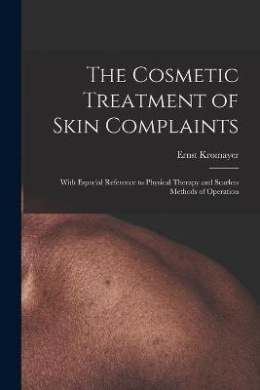 The Cosmetic
Treatment of
Skin Complaints
Ernst Kromayer
With Especial Reference to Physical Therapy and Scarless
Methods of Operation